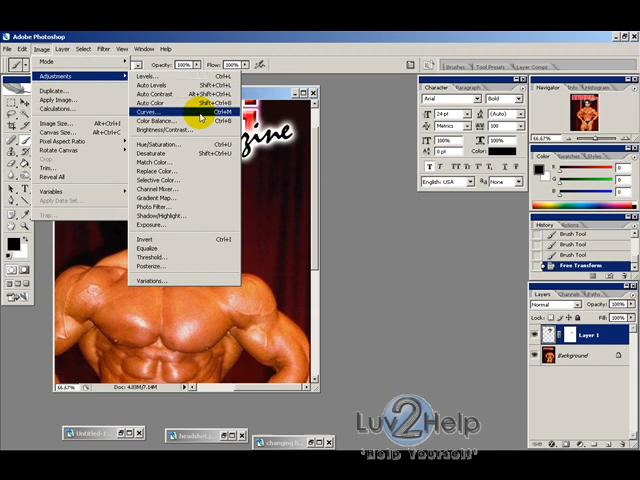 Adobe Photoshop
File Edit Image Layer Select Filter View Window Help
Opacity: 100% Flow: 100%
Brushes Tool Presets Layer Comps
Mode
Adjustments
Duplicate...
Apply Image...
Calculations...
Image Size... Alt+Ctrl+I
Canvas Size... Alt+Ctrl+C
Pixel Aspect Ratio
Rotate Canvas
Crop
Trim...
Reveal All
Variables
Apply Data Set...
Trap...
Levels... Ctrl+L
Auto Levels Shift+Ctrl+L
Auto Contrast Alt+Shift+Ctrl+L
Auto Color Shift+Ctrl+B
Curves... Ctrl+M
Color Balance... Ctrl+B
Brightness/Contrast...
Hue/Saturation... Ctrl+U
Desaturate Shift+Ctrl+U
Match Color...
Replace Color...
Selective Color...
Channel Mixer...
Gradient Map...
Photo Filter...
Shadow/Highlight...
Exposure...
Invert Ctrl+I
Equalize
Threshold...
Posterize...
Variations...
66.67% Doc: 4.83M/7.14M
Character Paragraph
Arial Bold
24 pt (Auto)
Metrics 100
0 pt
T T
English: USA None
Navigator
66.67%
Color Swatches Styles
R 0
G 0
B 0
History Actions
Brush Tool
Brush Tool
Brush Tool
Free Transform
Layers Channels Paths
Normal Opacity: 100%
Lock: Fill: 100%
Layer 1
Background
Untitled-1
headshot
changing
Luv2Help
"Help Yourself"